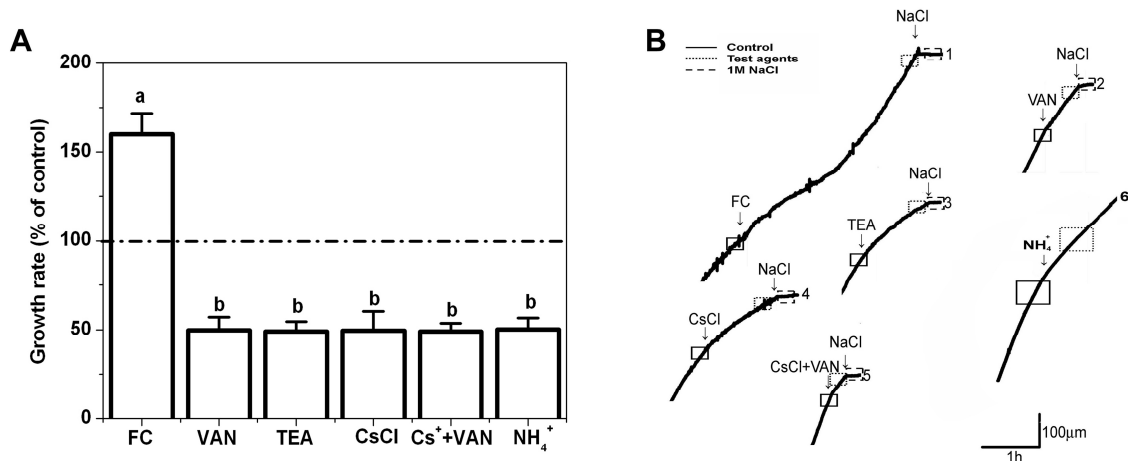 A
Growth rate (% of control)
200
150
100
50
0
a
b
b
b
b
b
FC
VAN
TEA
CsCl
Cs⁺+VAN
NH₄⁺
B
Control
Test agents
1M NaCl
NaCl
1
FC
NaCl
2
VAN
NaCl
3
TEA
NaCl
4
CsCl
NaCl
CsCl+VAN
5
6
NH₄⁺
100μm
1h